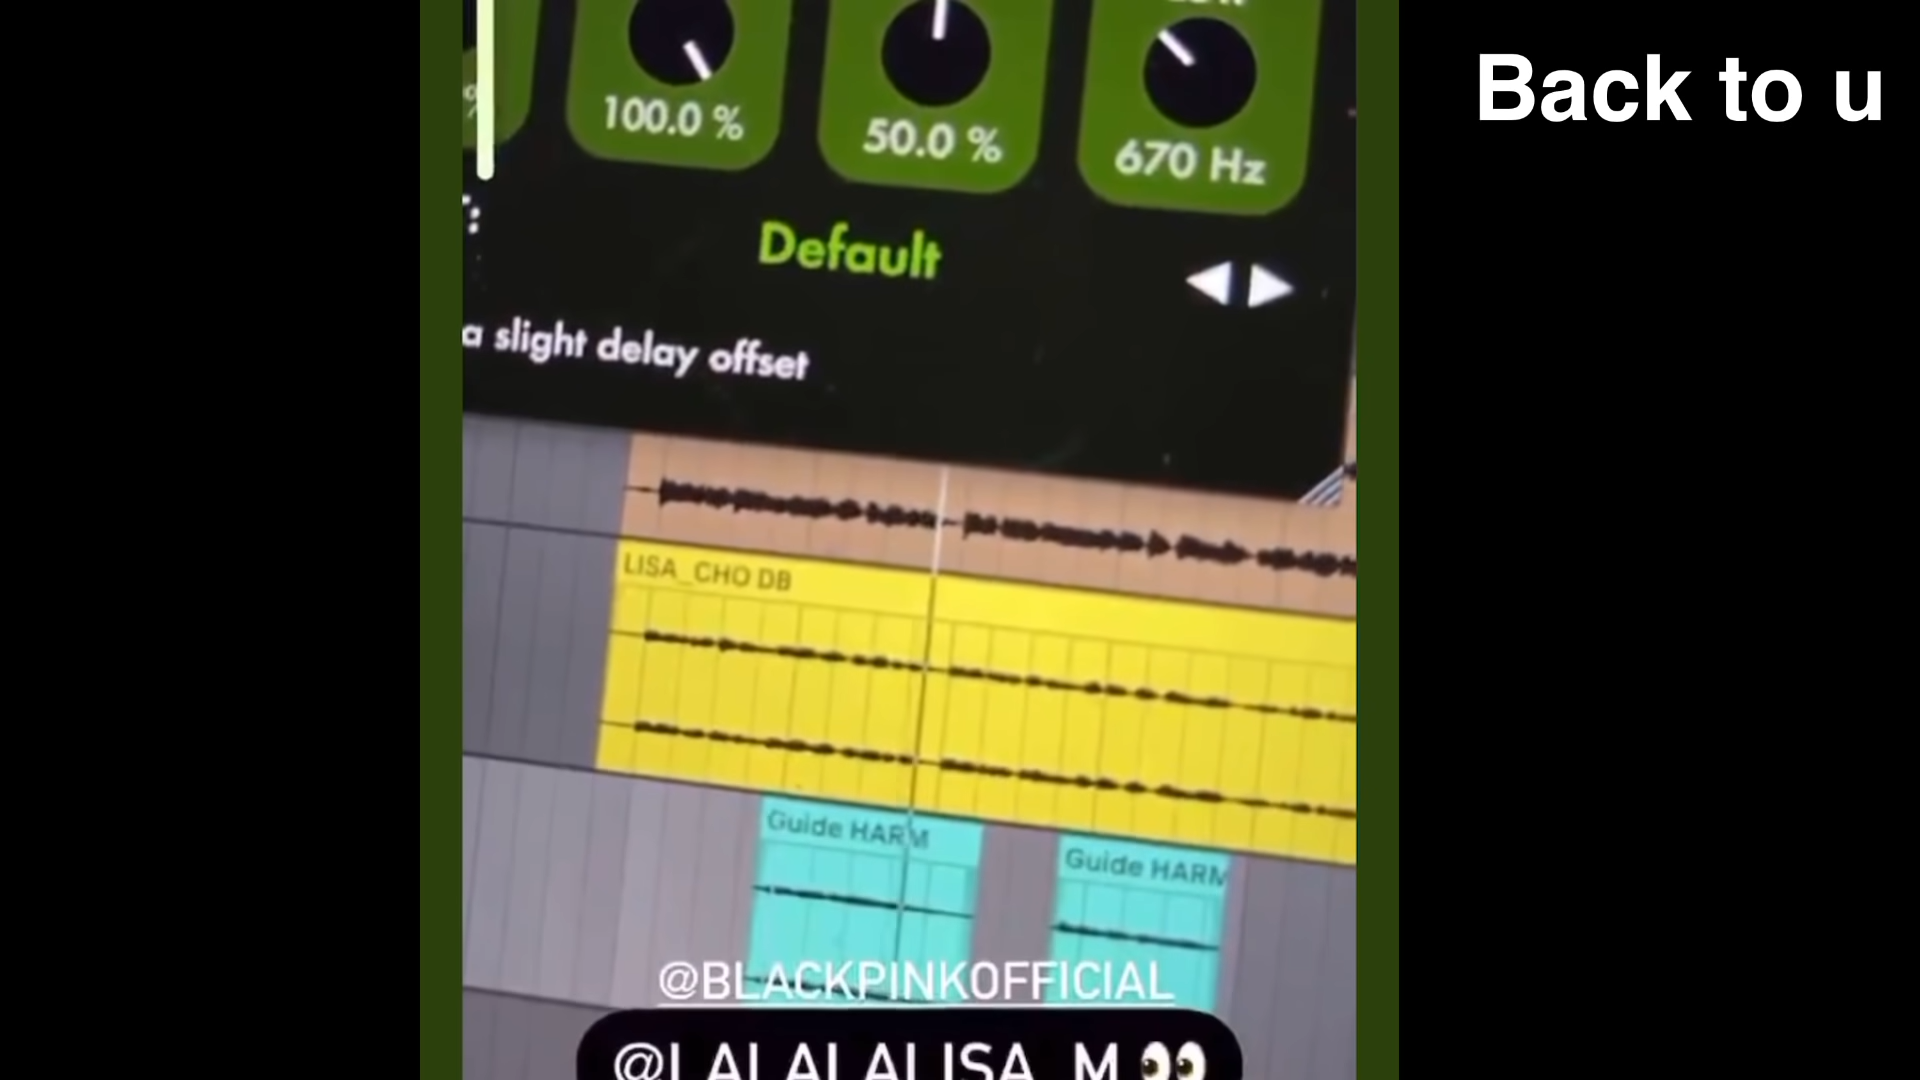 Back to u
%
100.0 %
50.0 %
670 Hz
Default
a slight delay offset
LISA_CHO DB
Guide HARM
Guide HARM
@BLACKPINKOFFICIAL
@LALALALISA_M 👀